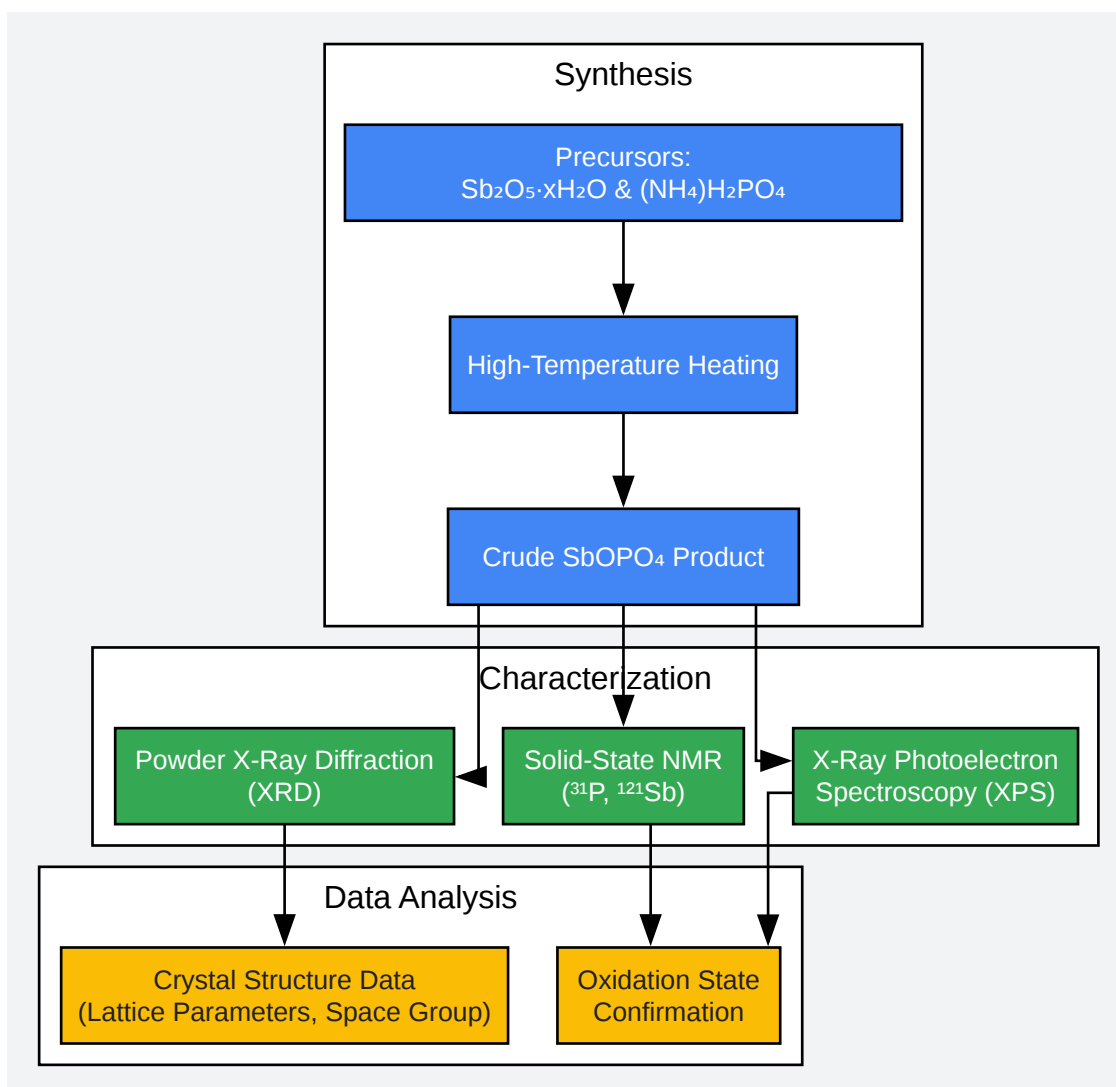 Synthesis
Precursors:
Sb₂O₅·xH₂O & (NH₄)H₂PO₄
High-Temperature Heating
Crude SbOPO₄ Product
Characterization
Powder X-Ray Diffraction
(XRD)
Solid-State NMR
(³¹P, ¹²¹Sb)
X-Ray Photoelectron
Spectroscopy (XPS)
Data Analysis
Crystal Structure Data
(Lattice Parameters, Space Group)
Oxidation State
Confirmation